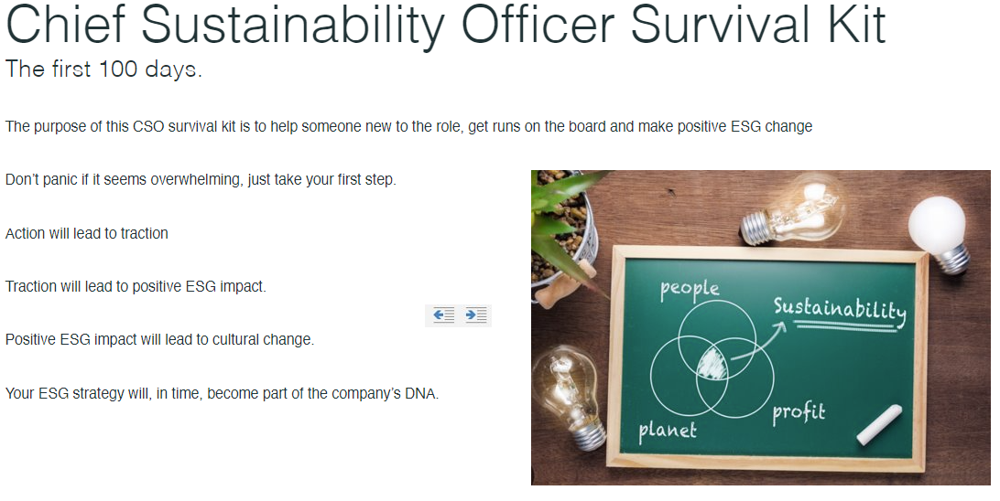 Chief Sustainability Officer Survival Kit
The first 100 days.
The purpose of this CSO survival kit is to help someone new to the role, get runs on the board and make positive ESG change
Don’t panic if it seems overwhelming, just take your first step.
Action will lead to traction
Traction will lead to positive ESG impact.
Positive ESG impact will lead to cultural change.
Your ESG strategy will, in time, become part of the company’s DNA.
people
Sustainability
profit
planet